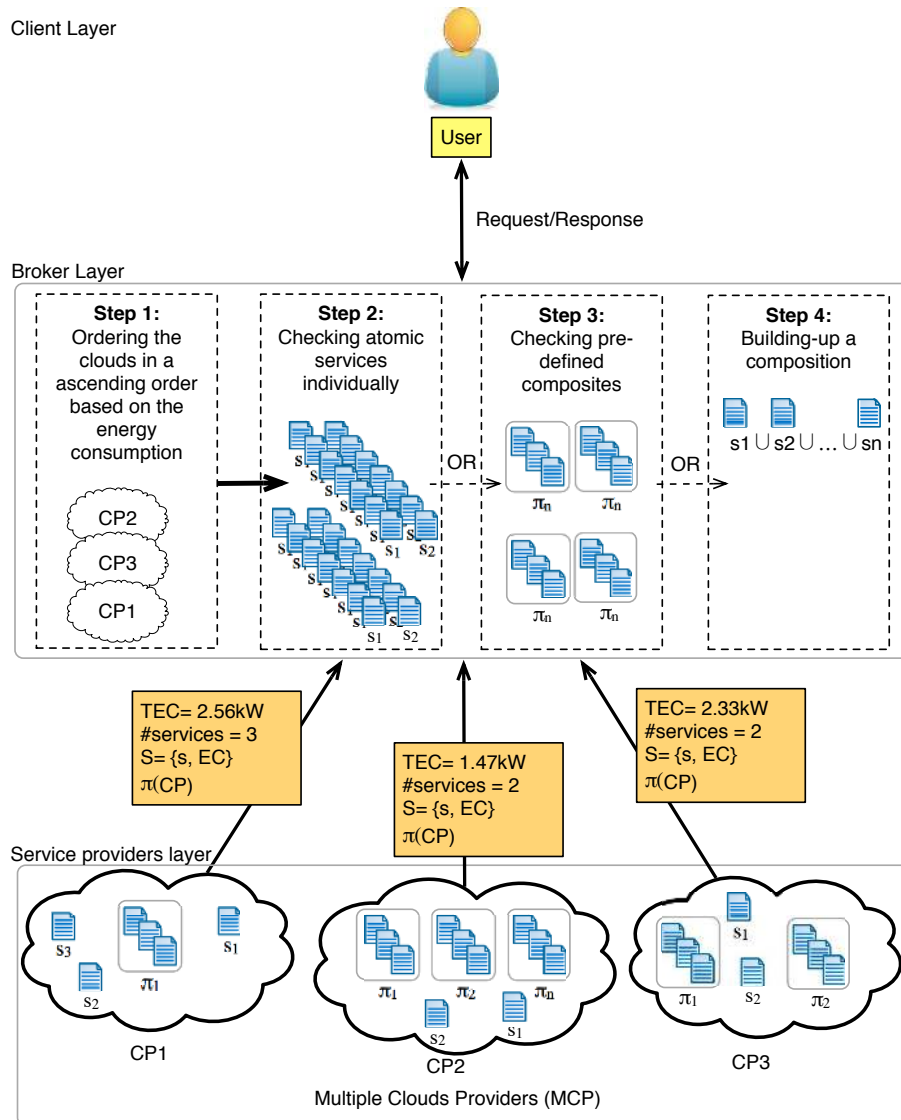 Client Layer
User
Request/Response
Broker Layer
Step 1:
Ordering the
clouds in a
ascending order
based on the
energy
consumption
CP2
CP3
CP1
Step 2:
Checking atomic
services
individually
s1 s2
s1 s2
OR
Step 3:
Checking pre-
defined
composites
πn πn
πn πn
OR
Step 4:
Building-up a
composition
s1 ∪ s2 ∪ ... ∪ sn
TEC= 2.56kW
#services = 3
S= {s, EC}
π(CP)
TEC= 1.47kW
#services = 2
S= {s, EC}
π(CP)
TEC= 2.33kW
#services = 2
S= {s, EC}
π(CP)
Service providers layer
s3
s2
π1
s1
CP1
π1 π2 πn
s2 s1
CP2
s1
π1 s2 π2
CP3
Multiple Clouds Providers (MCP)